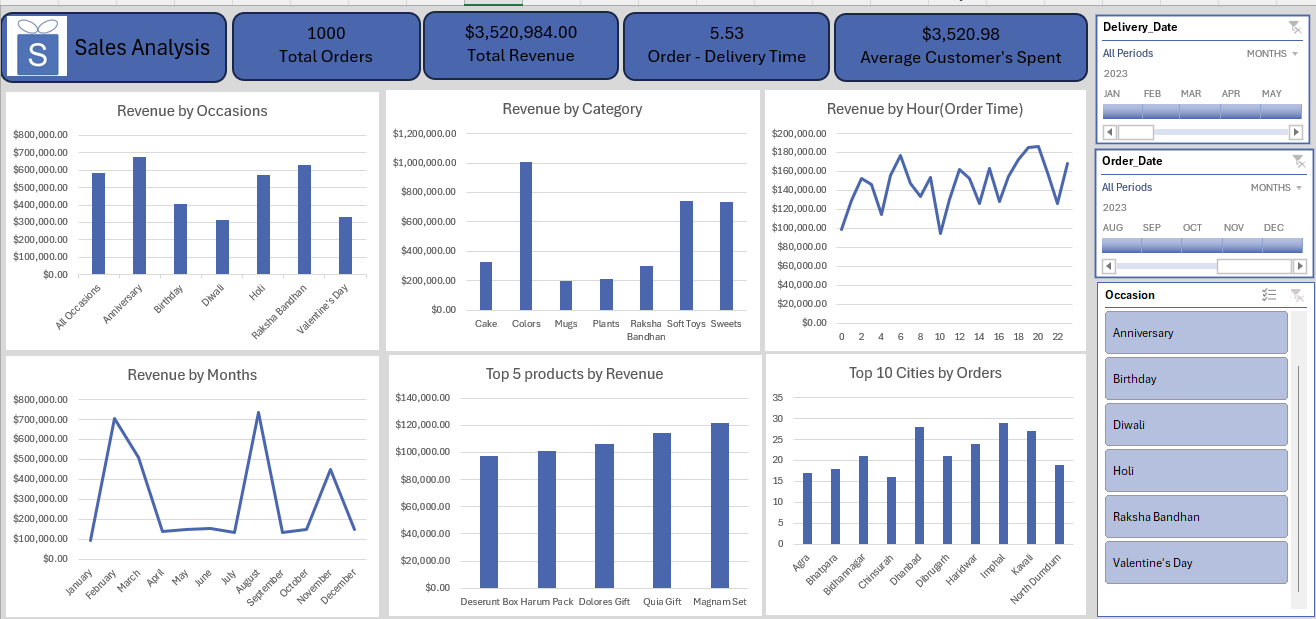 S
Sales Analysis
1000
Total Orders
$3,520,984.00
Total Revenue
5.53
Order - Delivery Time
$3,520.98
Average Customer's Spent
Revenue by Occasions
$800,000.00
$700,000.00
$600,000.00
$500,000.00
$400,000.00
$300,000.00
$200,000.00
$100,000.00
$0.00
All Occasions
Anniversary
Birthday
Diwali
Holi
Raksha Bandhan
Valentine's Day
Revenue by Category
$1,200,000.00
$1,000,000.00
$800,000.00
$600,000.00
$400,000.00
$200,000.00
$0.00
Cake Colors Mugs Plants Raksha Soft Toys Sweets
Bandhan
Revenue by Hour(Order Time)
$200,000.00
$180,000.00
$160,000.00
$140,000.00
$120,000.00
$100,000.00
$80,000.00
$60,000.00
$40,000.00
$20,000.00
$0.00
0 2 4 6 8 10 12 14 16 18 20 22
Revenue by Months
$800,000.00
$700,000.00
$600,000.00
$500,000.00
$400,000.00
$300,000.00
$200,000.00
$100,000.00
$0.00
January
February
March
April
May
June
July
August
September
October
November
December
Top 5 products by Revenue
$140,000.00
$120,000.00
$100,000.00
$80,000.00
$60,000.00
$40,000.00
$20,000.00
$0.00
Deserunt Box Harum Pack Dolores Gift Quia Gift Magnam Set
Top 10 Cities by Orders
35
30
25
20
15
10
5
0
Agra
Bhatpara
Bidhannagar
Chinsurah
Dhanbad
Dibrugarh
Haridwar
Imphal
Kavali
North Dumdum
Delivery_Date
All Periods MONTHS
2023
JAN FEB MAR APR MAY
Order_Date
All Periods MONTHS
2023
AUG SEP OCT NOV DEC
Occasion
Anniversary
Birthday
Diwali
Holi
Raksha Bandhan
Valentine's Day